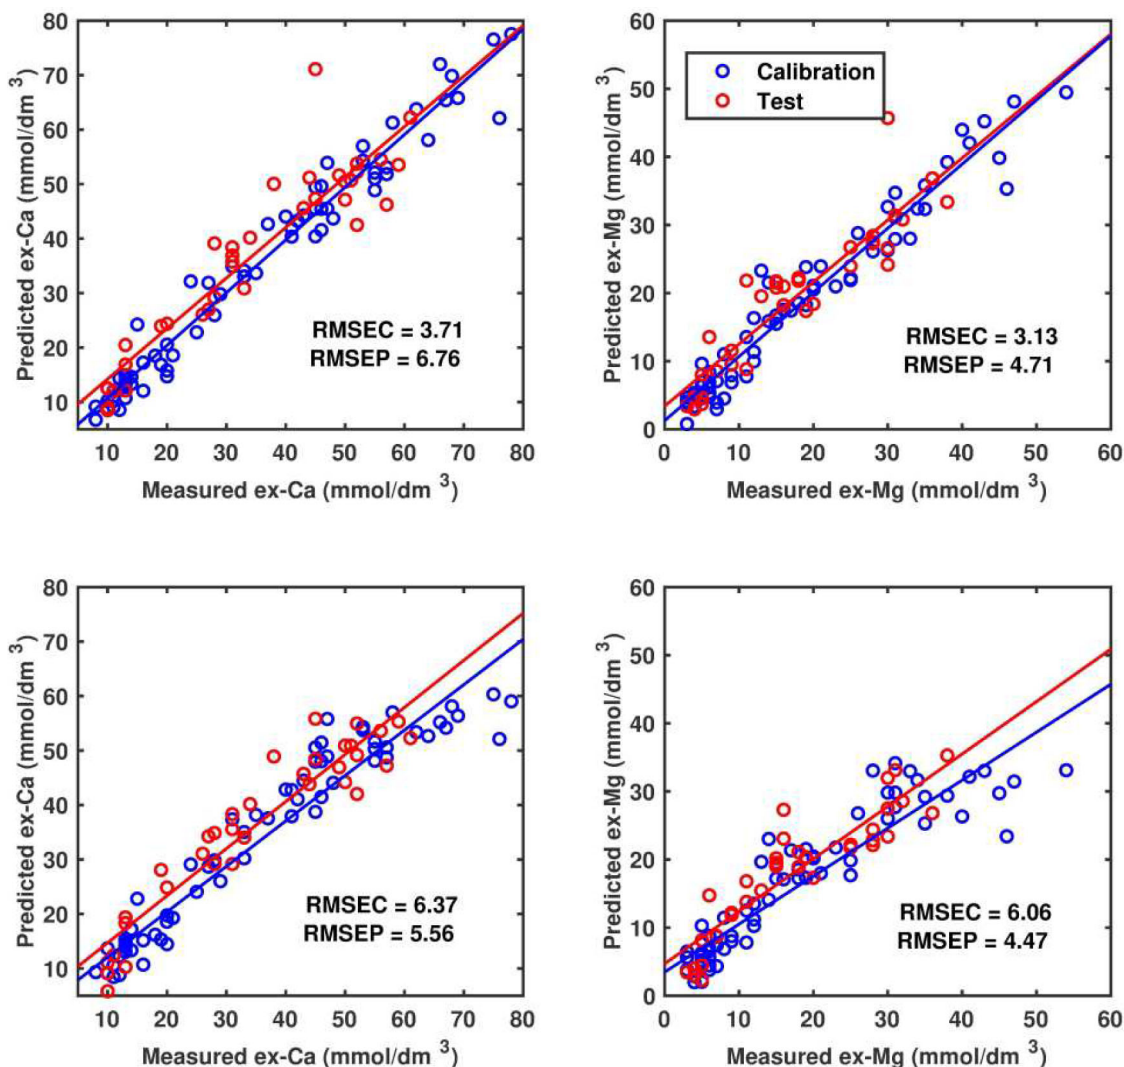 80
70
60
50
40
30
20
10
Predicted ex-Ca (mmol/dm 3)
RMSEC = 3.71
RMSEP = 6.76
10 20 30 40 50 60 70 80
Measured ex-Ca (mmol/dm 3)
60
50
40
30
20
10
0
Predicted ex-Mg (mmol/dm 3)
Calibration
Test
RMSEC = 3.13
RMSEP = 4.71
0 10 20 30 40 50 60
Measured ex-Mg (mmol/dm 3)
80
70
60
50
40
30
20
10
Predicted ex-Ca (mmol/dm 3)
RMSEC = 6.37
RMSEP = 5.56
10 20 30 40 50 60 70 80
Measured ex-Ca (mmol/dm 3)
60
50
40
30
20
10
0
Predicted ex-Mg (mmol/dm 3)
RMSEC = 6.06
RMSEP = 4.47
0 10 20 30 40 50 60
Measured ex-Mg (mmol/dm 3)